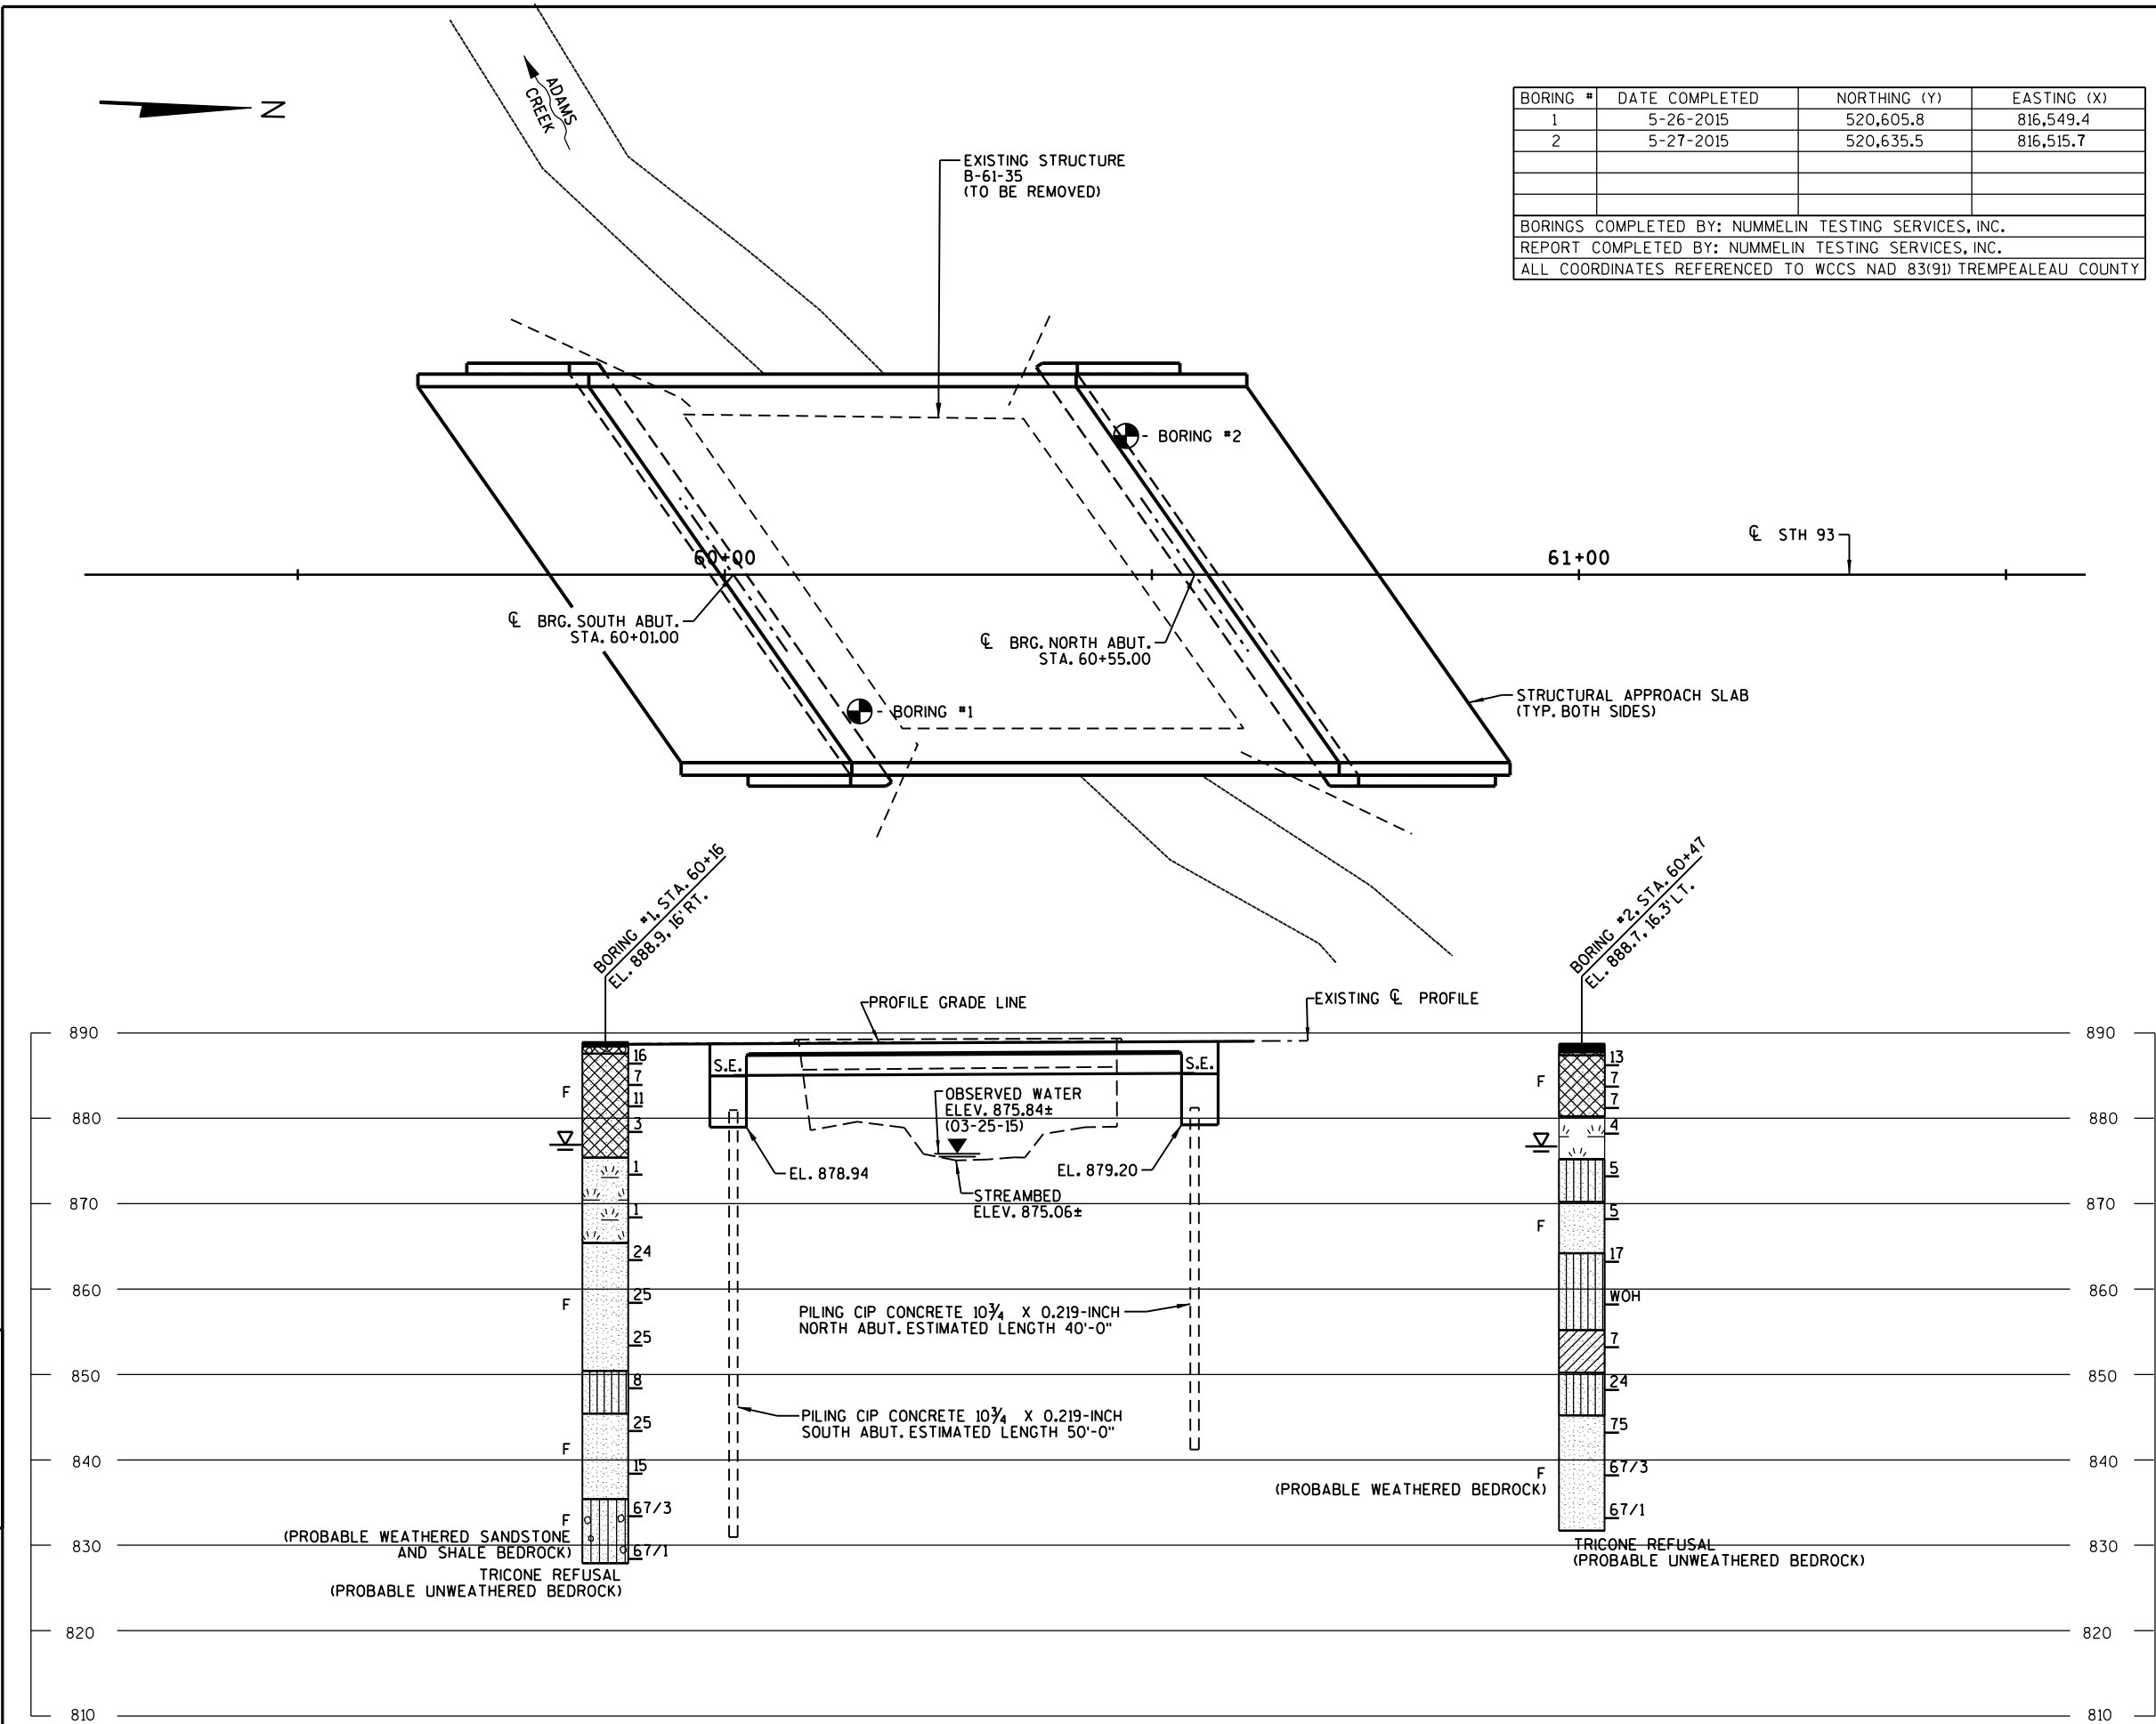 N
ADAMS
CREEK
EXISTING STRUCTURE
B-61-35
(TO BE REMOVED)
BORING # DATE COMPLETED NORTHING (Y) EASTING (X)
1 5-26-2015 520,605.8 816,549.4
2 5-27-2015 520,635.5 816,515.7
BORINGS COMPLETED BY: NUMMELIN TESTING SERVICES, INC.
REPORT COMPLETED BY: NUMMELIN TESTING SERVICES, INC.
ALL COORDINATES REFERENCED TO WCCS NAD 83(91) TREMPEALEAU COUNTY
- BORING #2
℄ STH 93
60+00
61+00
℄ BRG. SOUTH ABUT.
STA. 60+01.00
℄ BRG. NORTH ABUT.
STA. 60+55.00
- BORING #1
STRUCTURAL APPROACH SLAB
(TYP. BOTH SIDES)
BORING #1, STA. 60+16
EL. 888.9, 16' RT.
BORING #2, STA. 60+47
EL. 888.7, 16.3' LT.
PROFILE GRADE LINE
EXISTING ℄ PROFILE
890
880
870
860
850
840
830
820
810
F
F
F
F
16
7
11
3
1
1
24
25
25
8
25
15
67/3
67/1
(PROBABLE WEATHERED SANDSTONE
AND SHALE BEDROCK)
TRICONE REFUSAL
(PROBABLE UNWEATHERED BEDROCK)
S.E.
S.E.
OBSERVED WATER
ELEV. 875.84±
(03-25-15)
EL. 878.94
EL. 879.20
STREAMBED
ELEV. 875.06±
PILING CIP CONCRETE 10¾ X 0.219-INCH
NORTH ABUT. ESTIMATED LENGTH 40'-0"
PILING CIP CONCRETE 10¾ X 0.219-INCH
SOUTH ABUT. ESTIMATED LENGTH 50'-0"
F
F
F
(PROBABLE WEATHERED BEDROCK)
13
7
7
4
5
5
17
WOH
7
24
75
67/3
67/1
TRICONE REFUSAL
(PROBABLE UNWEATHERED BEDROCK)
890
880
870
860
850
840
830
820
810